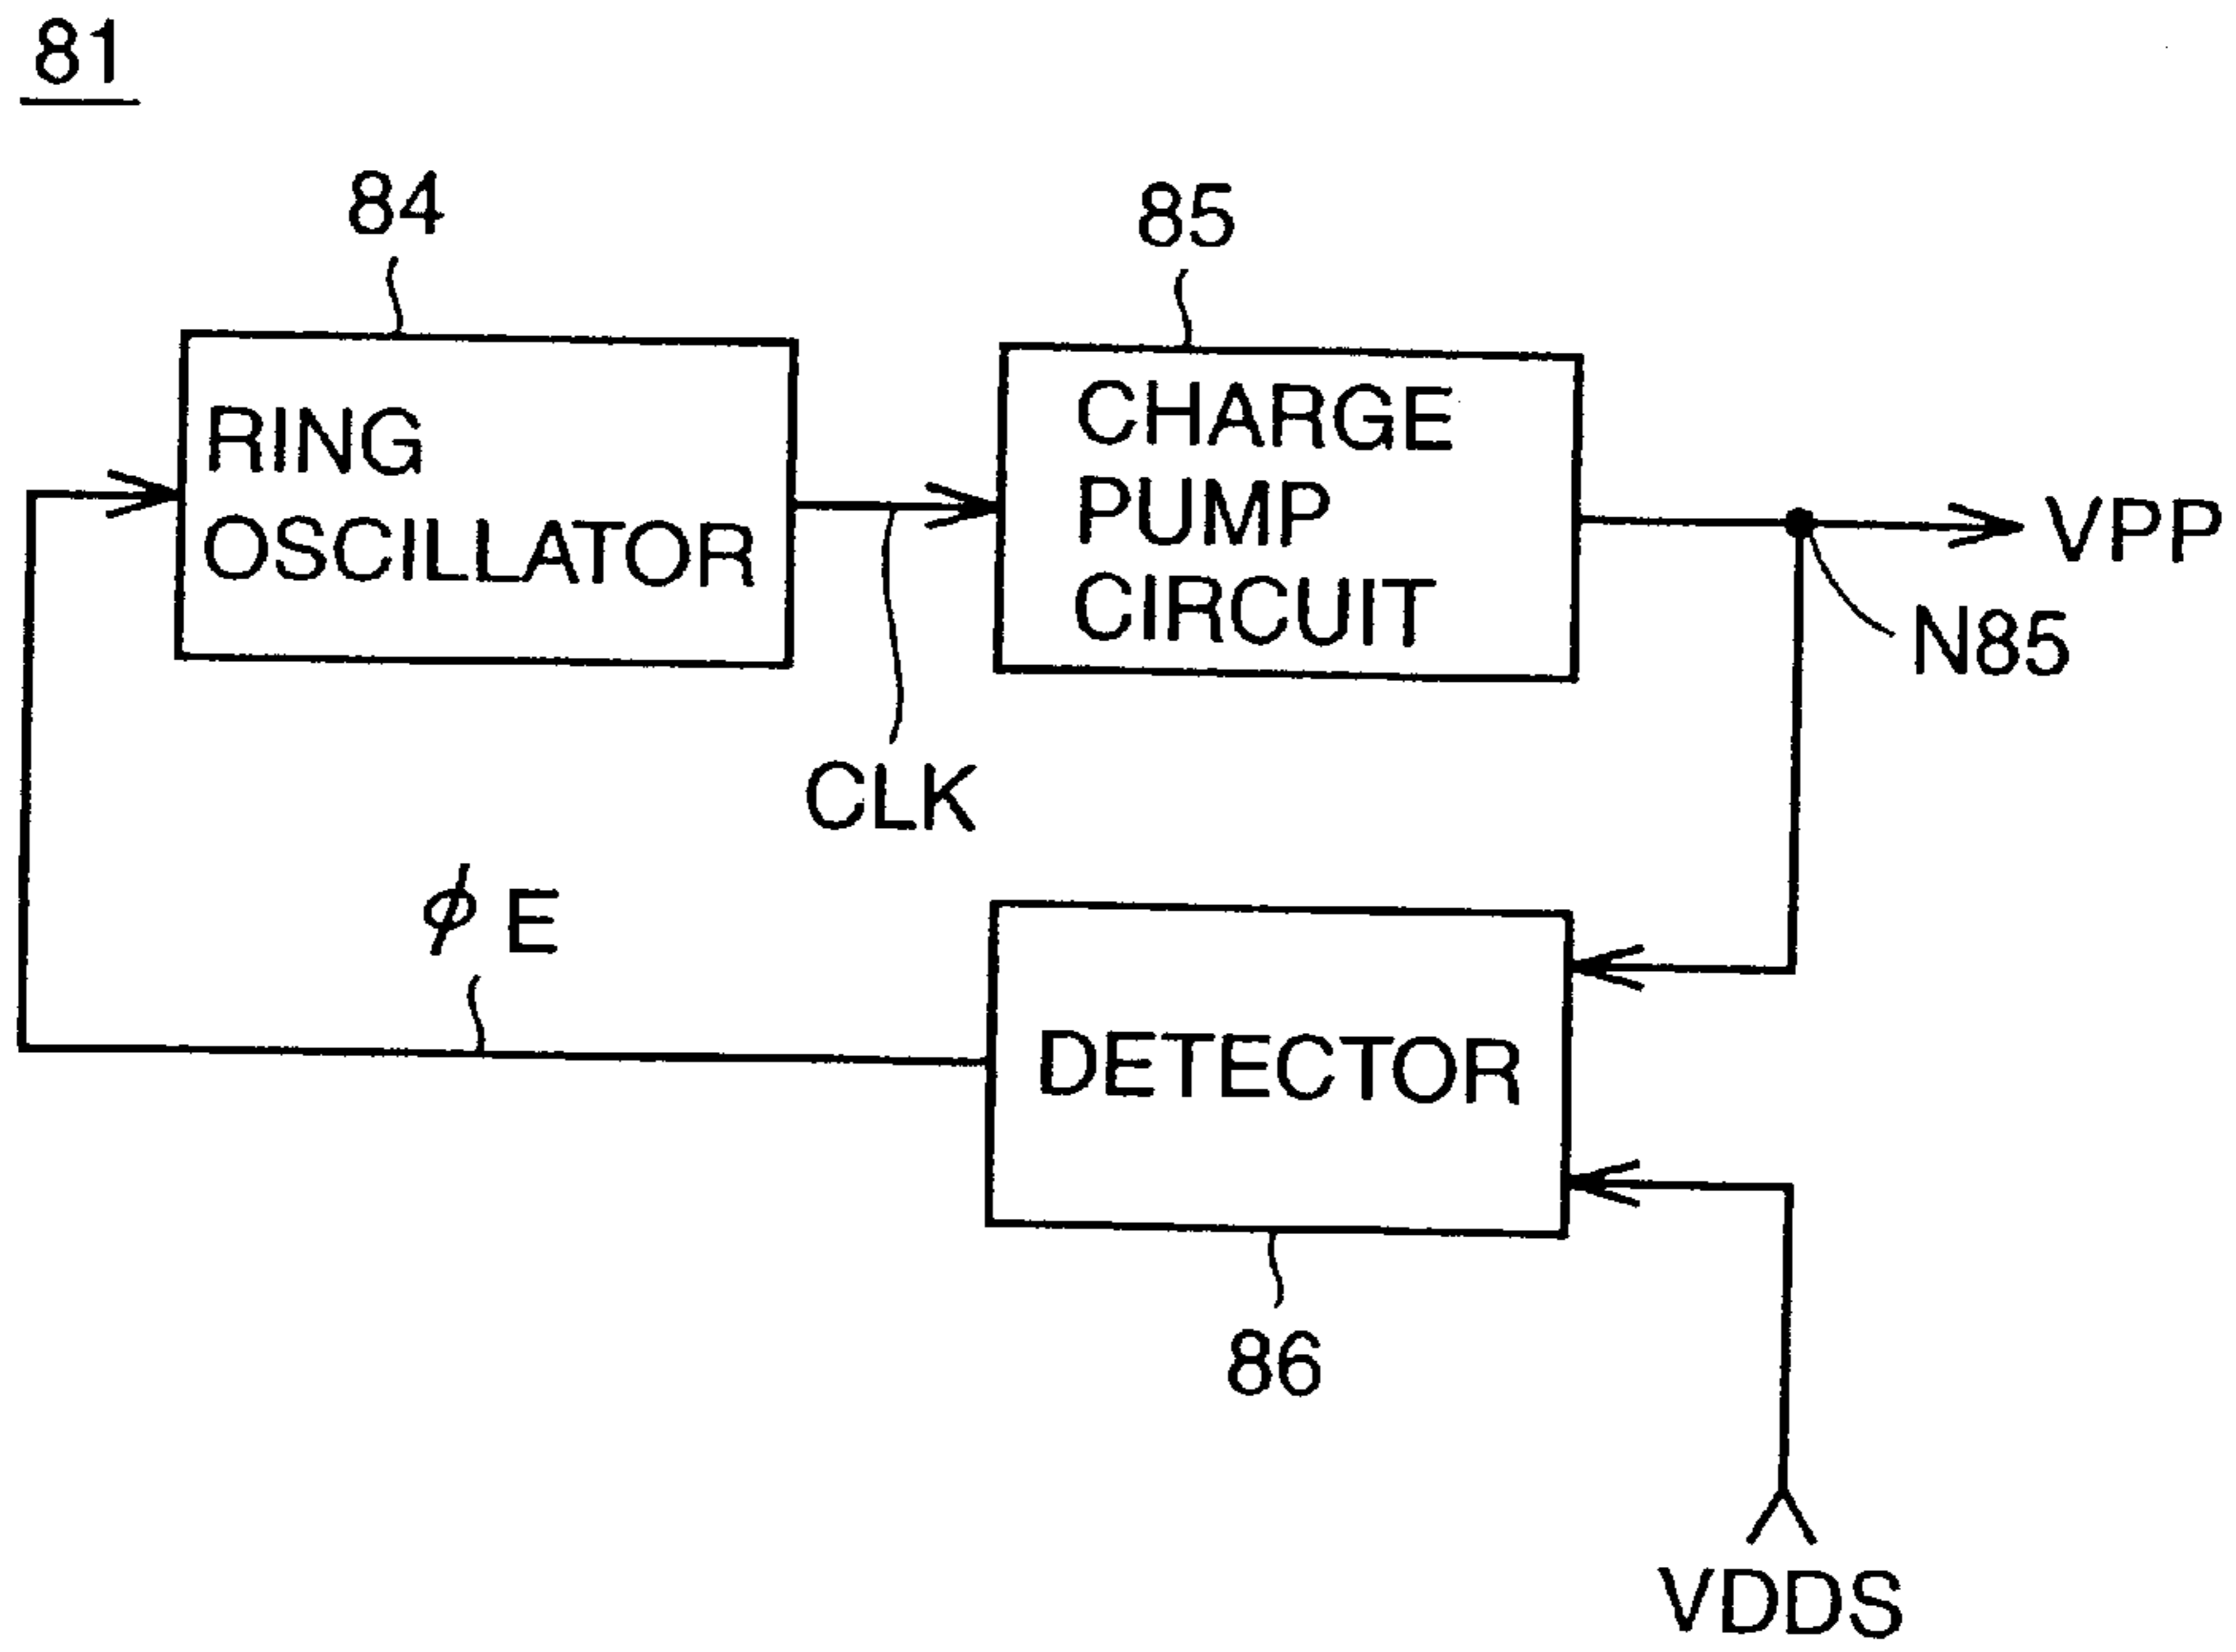 81
84
85
RING
OSCILLATOR
CHARGE
PUMP
CIRCUIT
VPP
N85
CLK
ϕE
DETECTOR
86
VDDS